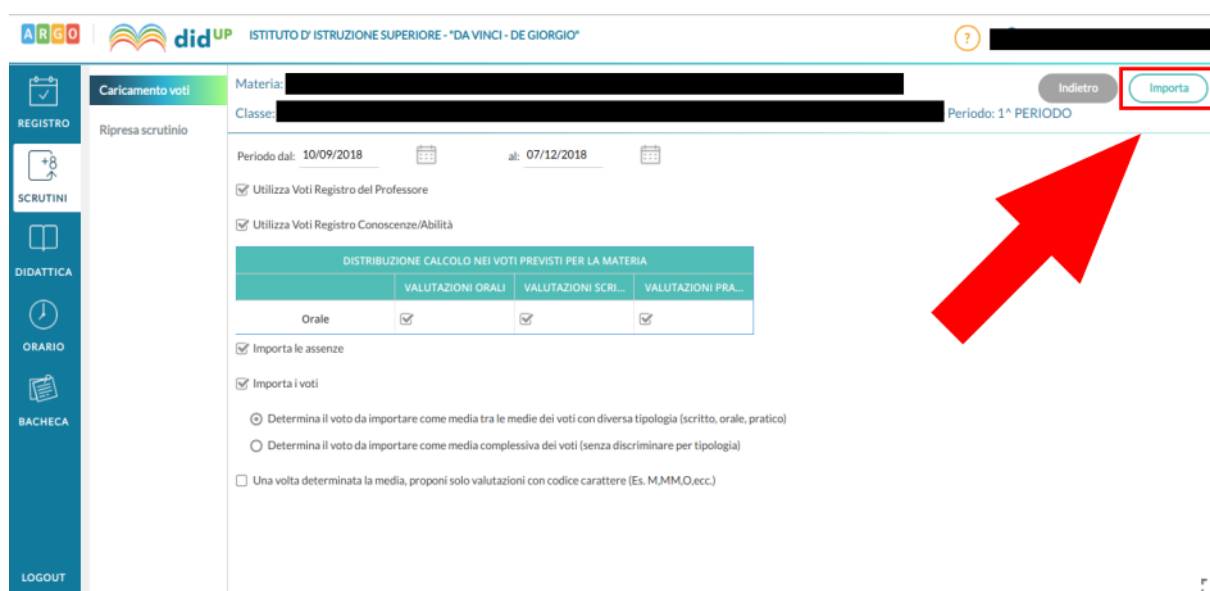 ARGO didUP ISTITUTO D' ISTRUZIONE SUPERIORE - "DA VINCI - DE GIORGIO" ?
REGISTRO
SCRUTINI
DIDATTICA
ORARIO
BACHECA
LOGOUT
Caricamento voti
Ripresa scrutinio
Materia:
Indietro Importa
Classe: Periodo: 1^ PERIODO
Periodo dal: 10/09/2018 al: 07/12/2018
Utilizza Voti Registro del Professore
Utilizza Voti Registro Conoscenze/Abilità
DISTRIBUZIONE CALCOLO NEI VOTI PREVISTI PER LA MATERIA
VALUTAZIONI ORALI VALUTAZIONI SCRI... VALUTAZIONI PRA...
Orale
Importa le assenze
Importa i voti
Determina il voto da importare come media tra le medie dei voti con diversa tipologia (scritto, orale, pratico)
Determina il voto da importare come media complessiva dei voti (senza discriminare per tipologia)
Una volta determinata la media, proponi solo valutazioni con codice carattere (Es. M,MM,O,ecc.)